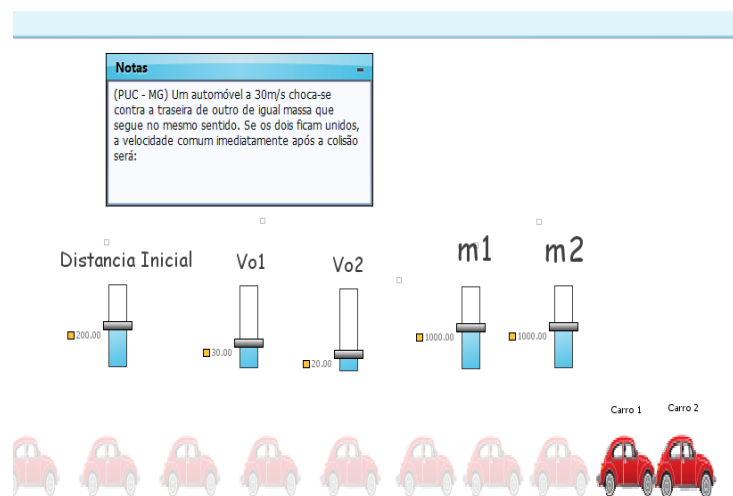 Notas
(PUC - MG) Um automóvel a 30m/s choca-se
contra a traseira de outro de igual massa que
segue no mesmo sentido. Se os dois ficam unidos,
a velocidade comum imediatamente após a colisão
será:
Distancia Inicial
Vo1
Vo2
m1
m2
200.00
30.00
20.00
1000.00
1000.00
Carro 1
Carro 2